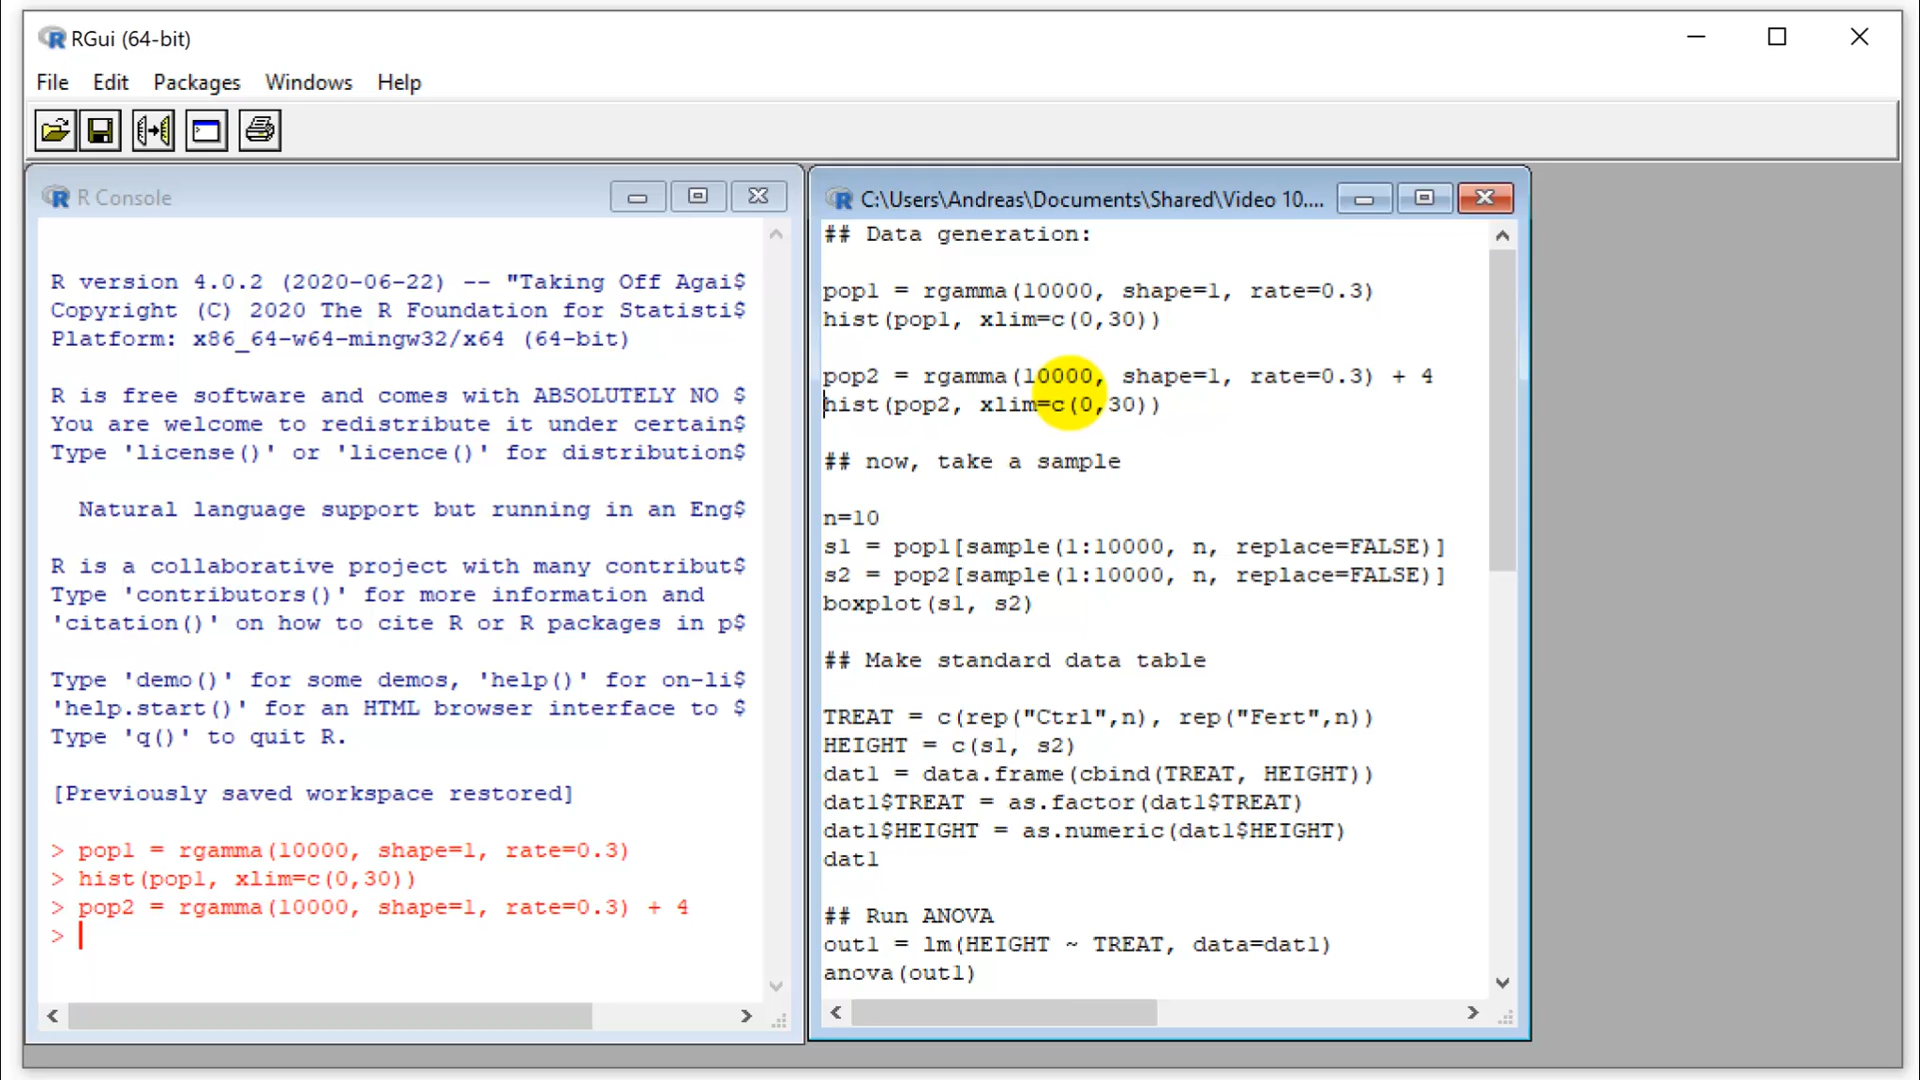 RGui (64-bit)
File Edit Packages Windows Help
R Console
R version 4.0.2 (2020-06-22) -- "Taking Off Agai$
Copyright (C) 2020 The R Foundation for Statisti$
Platform: x86_64-w64-mingw32/x64 (64-bit)
R is free software and comes with ABSOLUTELY NO $
You are welcome to redistribute it under certain$
Type 'license()' or 'licence()' for distribution$
Natural language support but running in an Eng$
R is a collaborative project with many contribut$
Type 'contributors()' for more information and
'citation()' on how to cite R or R packages in p$
Type 'demo()' for some demos, 'help()' for on-li$
'help.start()' for an HTML browser interface to $
Type 'q()' to quit R.
[Previously saved workspace restored]
> pop1 = rgamma(10000, shape=1, rate=0.3)
> hist(pop1, xlim=c(0,30))
> pop2 = rgamma(10000, shape=1, rate=0.3) + 4
>
C:\Users\Andreas\Documents\Shared\Video 10....
## Data generation:
pop1 = rgamma(10000, shape=1, rate=0.3)
hist(pop1, xlim=c(0,30))
pop2 = rgamma(10000, shape=1, rate=0.3) + 4
hist(pop2, xlim=c(0,30))
## now, take a sample
n=10
s1 = pop1[sample(1:10000, n, replace=FALSE)]
s2 = pop2[sample(1:10000, n, replace=FALSE)]
boxplot(s1, s2)
## Make standard data table
TREAT = c(rep("Ctrl",n), rep("Fert",n))
HEIGHT = c(s1, s2)
dat1 = data.frame(cbind(TREAT, HEIGHT))
dat1$TREAT = as.factor(dat1$TREAT)
dat1$HEIGHT = as.numeric(dat1$HEIGHT)
dat1
## Run ANOVA
out1 = lm(HEIGHT ~ TREAT, data=dat1)
anova(out1)